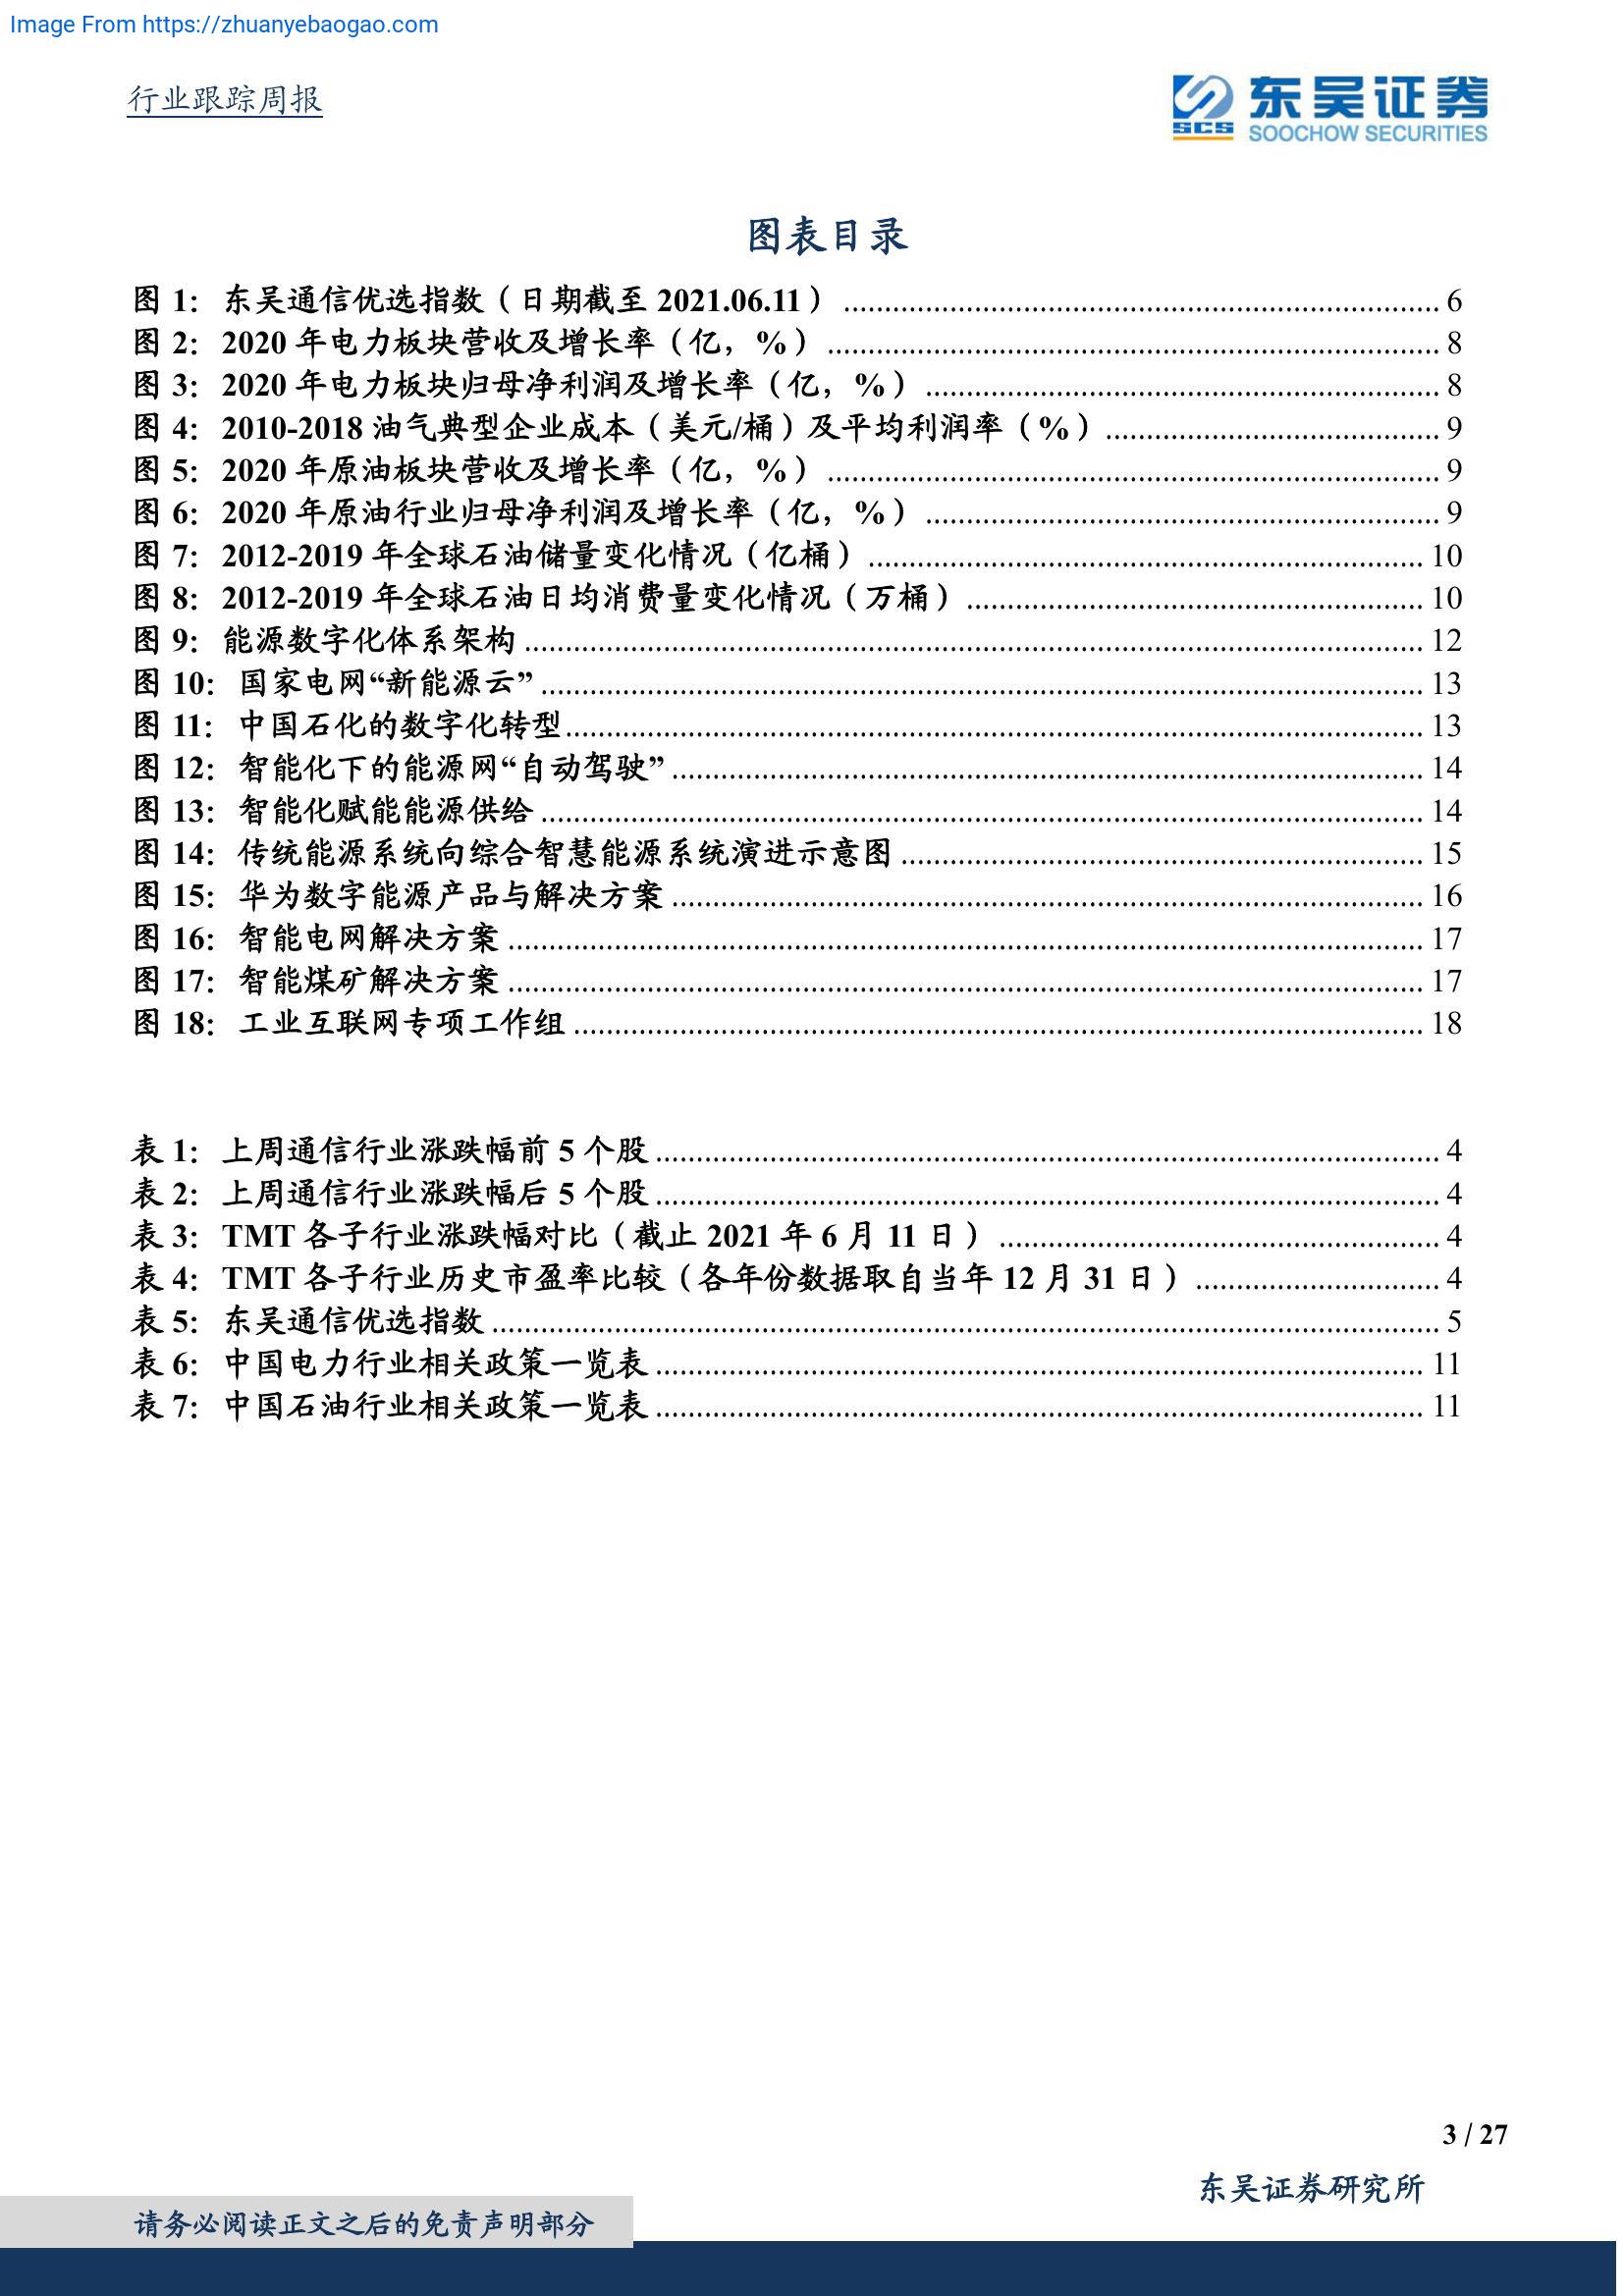 Image From https://zhuanyebaogao.com
行业跟踪周报
SCS 东吴证券
SOOCHOW SECURITIES
图表目录
图 1：东吴通信优选指数（日期截至 2021.06.11） 6
图 2：2020 年电力板块营收及增长率（亿，%） 8
图 3：2020 年电力板块归母净利润及增长率（亿，%） 8
图 4：2010-2018 油气典型企业成本（美元/桶）及平均利润率（%） 9
图 5：2020 年原油板块营收及增长率（亿，%） 9
图 6：2020 年原油行业归母净利润及增长率（亿，%） 9
图 7：2012-2019 年全球石油储量变化情况（亿桶） 10
图 8：2012-2019 年全球石油日均消费量变化情况（万桶） 10
图 9：能源数字化体系架构 12
图 10：国家电网“新能源云” 13
图 11：中国石化的数字化转型 13
图 12：智能化下的能源网“自动驾驶” 14
图 13：智能化赋能能源供给 14
图 14：传统能源系统向综合智慧能源系统演进示意图 15
图 15：华为数字能源产品与解决方案 16
图 16：智能电网解决方案 17
图 17：智能煤矿解决方案 17
图 18：工业互联网专项工作组 18
表 1：上周通信行业涨跌幅前 5 个股 4
表 2：上周通信行业涨跌幅后 5 个股 4
表 3：TMT 各子行业涨跌幅对比（截止 2021 年 6 月 11 日） 4
表 4：TMT 各子行业历史市盈率比较（各年份数据取自当年 12 月 31 日） 4
表 5：东吴通信优选指数 5
表 6：中国电力行业相关政策一览表 11
表 7：中国石油行业相关政策一览表 11
3 / 27
东吴证券研究所
请务必阅读正文之后的免责声明部分